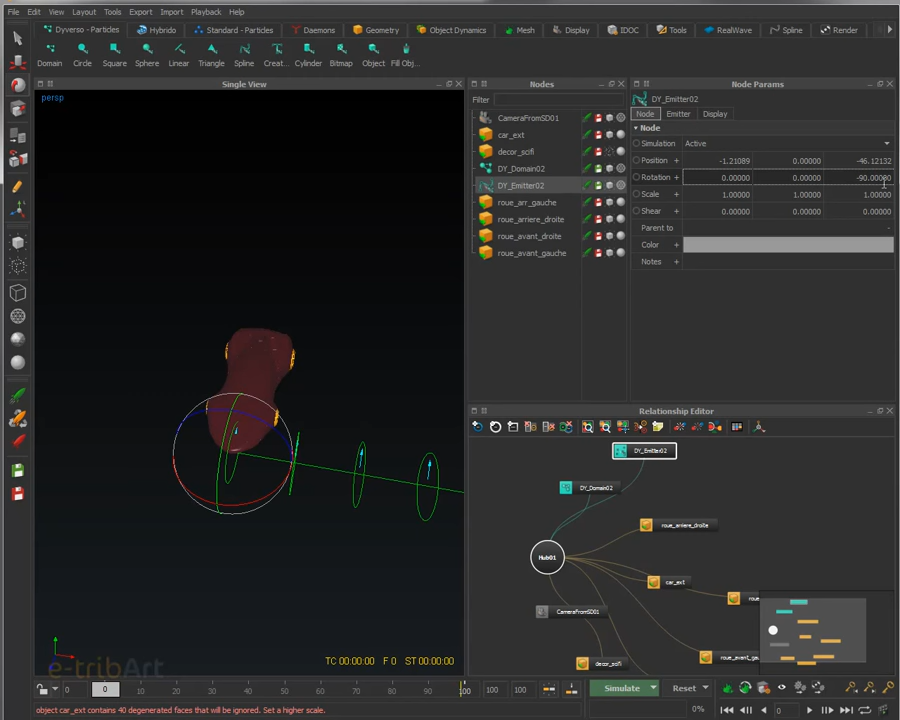 File Edit View Layout Tools Export Import Playback Help
Dyverso - Particles Hybrido Standard - Particles Daemons Geometry Object Dynamics Mesh Display IDOC Tools RealWave Spline Render
Domain Circle Square Sphere Linear Triangle Spline Creat... Cylinder Bitmap Object Fill Obj...
Single View
persp
TC 00:00:00 F 0 ST 00:00:00
e-tribArt
Nodes
Filter
CameraFromSD01
car_ext
decor_scifi
DY_Domain02
DY_Emitter02
roue_arr_gauche
roue_arriere_droite
roue_avant_droite
roue_avant_gauche
Node Params
DY_Emitter02
Node Emitter Display
Node
Simulation Active
Position + -1.21089 0.00000 -46.12132
Rotation + 0.00000 0.00000 -90.00000
Scale + 1.00000 1.00000 1.00000
Shear + 0.00000 0.00000 0.00000
Parent to -
Color +
Notes
Relationship Editor
DY_Emitter02
DY_Domain02
roue_arriere_droite
Hub01
car_ext
roue
CameraFromSD01
roue_avant_gau
decor_scifi
0 0 10 20 30 40 50 60 70 80 90 100 100 100
Simulate Reset
0% 0
object car_ext contains 40 degenerated faces that will be ignored. Set a higher scale.